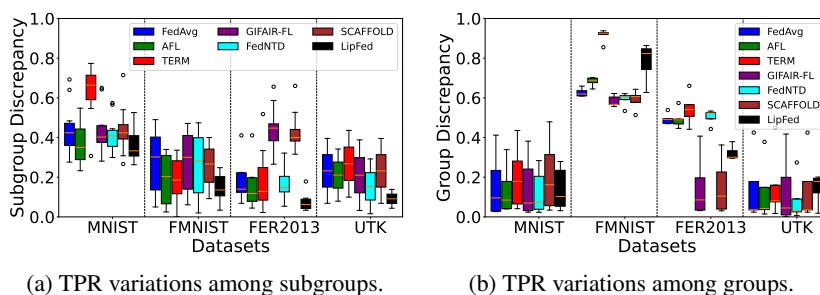 Subgroup Discrepancy
1.0
0.8
0.6
0.4
0.2
0.0
FedAvg
AFL
TERM
GIFAIR-FL
FedNTD
SCAFFOLD
LipFed
MNIST FMNIST FER2013 UTK
Datasets
(a) TPR variations among subgroups.
Group Discrepancy
1.0
0.8
0.6
0.4
0.2
0.0
FedAvg
AFL
TERM
GIFAIR-FL
FedNTD
SCAFFOLD
LipFed
MNIST FMNIST FER2013 UTK
Datasets
(b) TPR variations among groups.